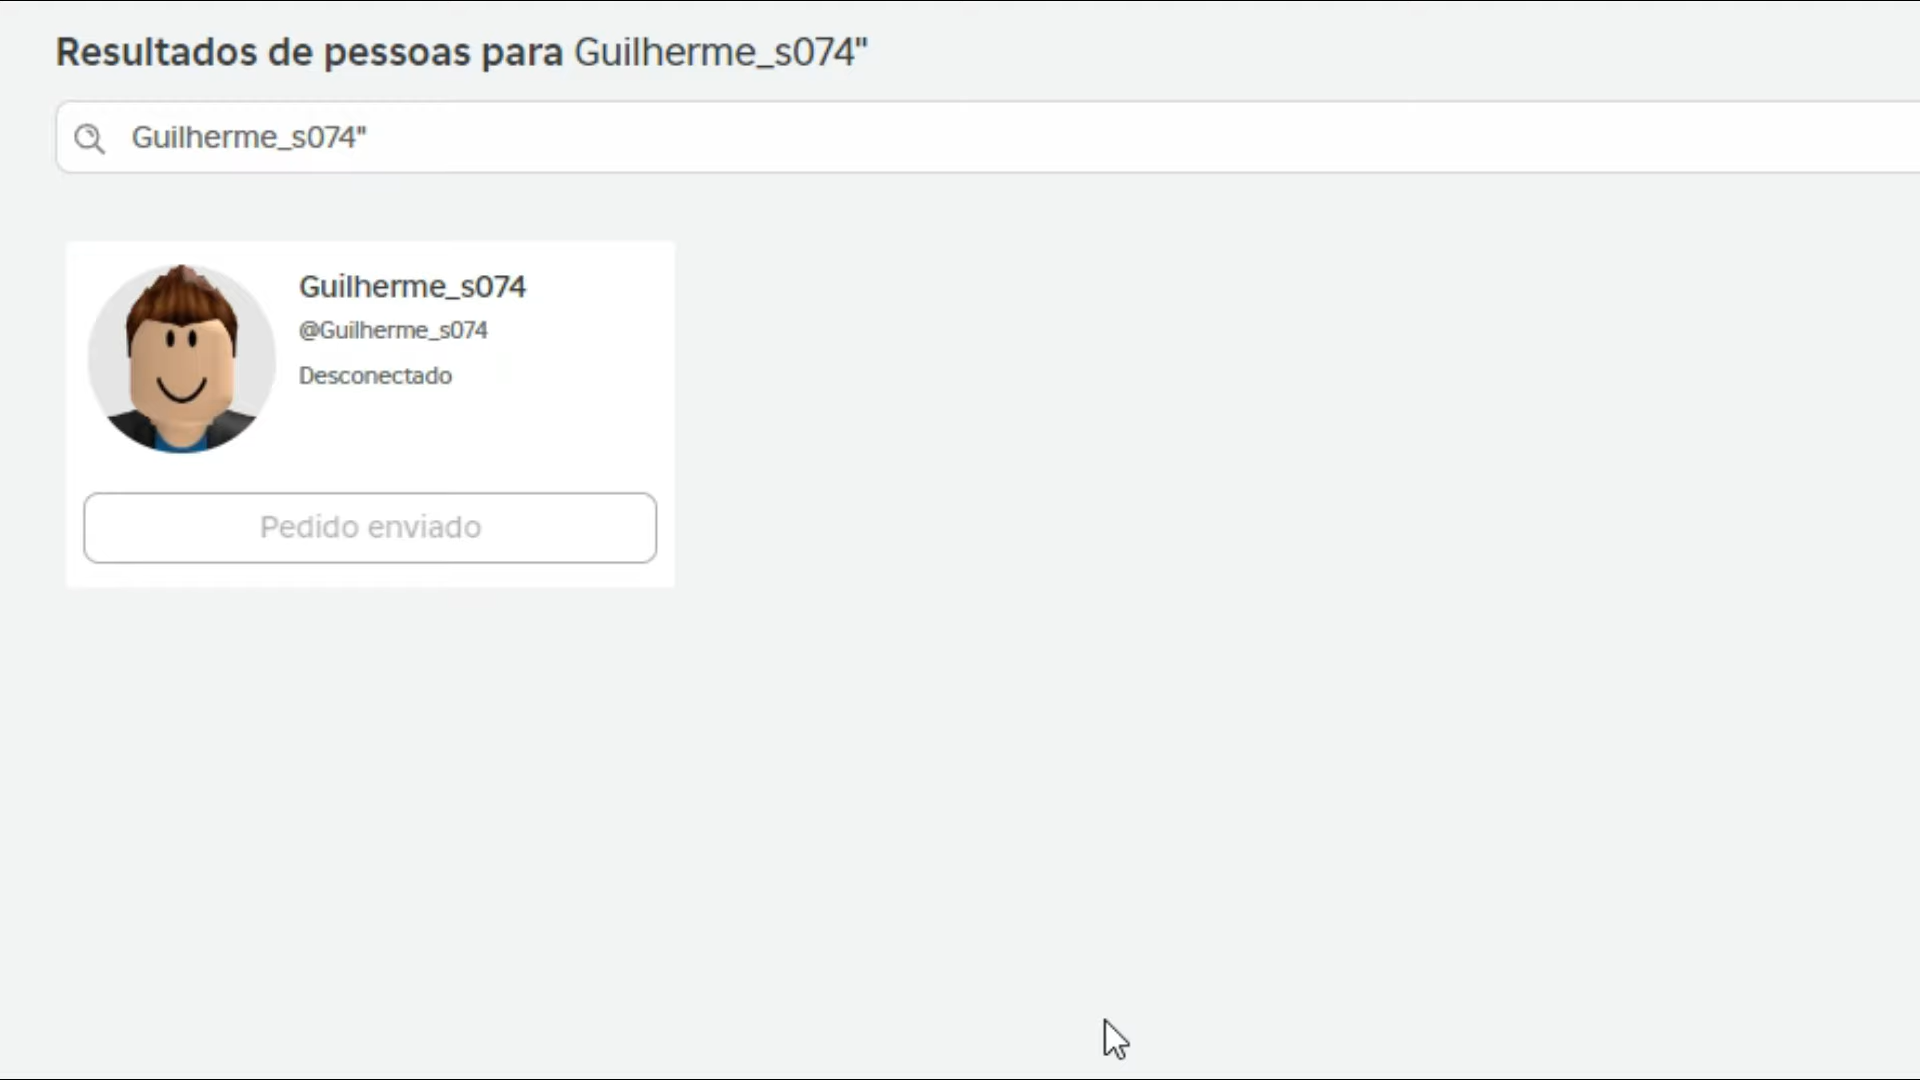 Resultados de pessoas para Guilherme_s074"
Guilherme_s074"
Guilherme_s074
@Guilherme_s074
Desconectado
Pedido enviado